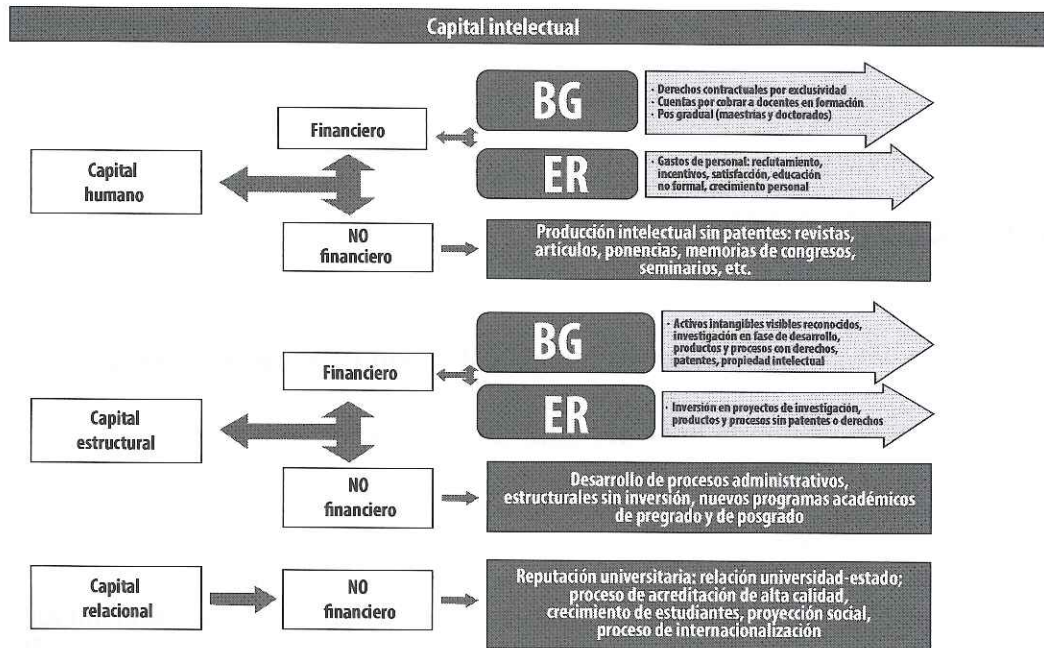 Capital intelectual
Capital
humano
Financiero
BG
· Derechos contractuales por exclusividad
· Cuentas por cobrar a docentes en formación
· Pos gradual (maestrias y doctorados)
ER
· Gastos de personal: reclutamiento,
incentivos, satisfacción, educación
no formal, crecimiento personal
NO
financiero
Producción intelectual sin patentes: revistas,
artículos, ponencias, memorias de congresos,
seminarios, etc.
Capital
estructural
Financiero
BG
· Activos intangibles visibles reconocidos,
investigación en fase de desarrollo,
productos y procesos con derechos,
patentes, propiedad intelectual
ER
· Inversión en proyectos de investigación,
productos y procesos sin patentes o derechos
NO
financiero
Desarrollo de procesos administrativos,
estructurales sin inversión, nuevos programas académicos
de pregrado y de posgrado
Capital
relacional
NO
financiero
Reputación universitaria: relación universidad-estado;
proceso de acreditación de alta calidad,
crecimiento de estudiantes, proyección social,
proceso de internacionalización